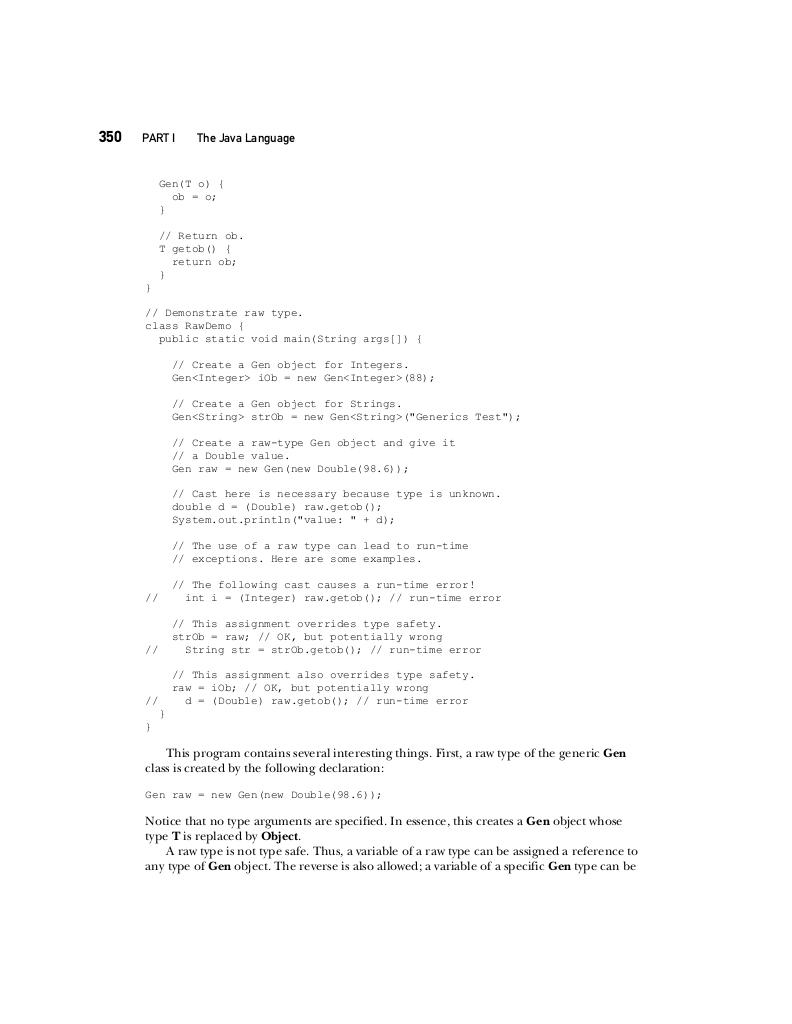 350 PART I The Java Language
Gen(T o) {
ob = o;
}
// Return ob.
T getob() {
return ob;
}
}
// Demonstrate raw type.
class RawDemo {
public static void main(String args[]) {
// Create a Gen object for Integers.
Gen<Integer> iOb = new Gen<Integer>(88);
// Create a Gen object for Strings.
Gen<String> strOb = new Gen<String>("Generics Test");
// Create a raw-type Gen object and give it
// a Double value.
Gen raw = new Gen(new Double(98.6));
// Cast here is necessary because type is unknown.
double d = (Double) raw.getob();
System.out.println("value: " + d);
// The use of a raw type can lead to run-time
// exceptions. Here are some examples.
// The following cast causes a run-time error!
// int i = (Integer) raw.getob(); // run-time error
// This assignment overrides type safety.
strOb = raw; // OK, but potentially wrong
// String str = strOb.getob(); // run-time error
// This assignment also overrides type safety.
raw = iOb; // OK, but potentially wrong
// d = (Double) raw.getob(); // run-time error
}
}
This program contains several interesting things. First, a raw type of the generic Gen
class is created by the following declaration:
Gen raw = new Gen(new Double(98.6));
Notice that no type arguments are specified. In essence, this creates a Gen object whose
type T is replaced by Object.
A raw type is not type safe. Thus, a variable of a raw type can be assigned a reference to
any type of Gen object. The reverse is also allowed; a variable of a specific Gen type can be